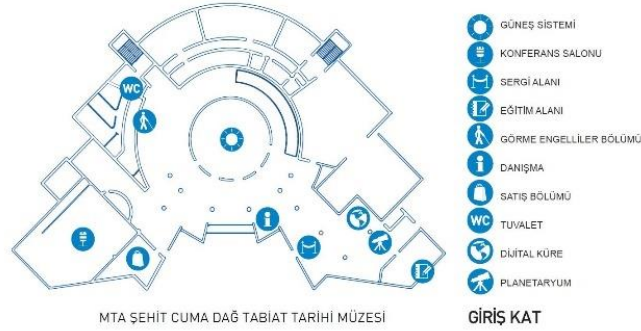 GÜNEŞ SİSTEMİ
KONFERANS SALONU
SERGİ ALANI
EĞİTİM ALANI
GÖRME ENGELLİLER BÖLÜMÜ
DANIŞMA
SATIŞ BÖLÜMÜ
WC TUVALET
DİJİTAL KÜRE
PLANETARYUM
WC
MTA ŞEHİT CUMA DAĞ TABİAT TARİHİ MÜZESİ
GİRİŞ KAT